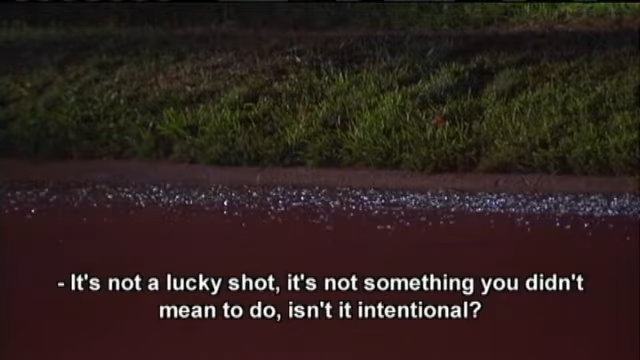 - It's not a lucky shot, it's not something you didn't
mean to do, isn't it intentional?